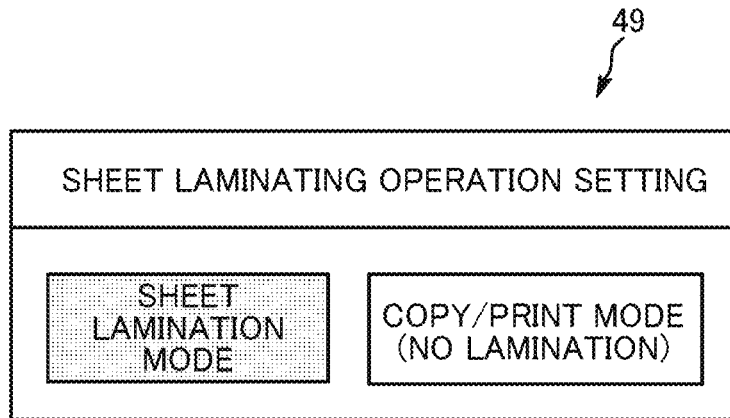 49
SHEET LAMINATING OPERATION SETTING
SHEET
LAMINATION
MODE
COPY/PRINT MODE
(NO LAMINATION)